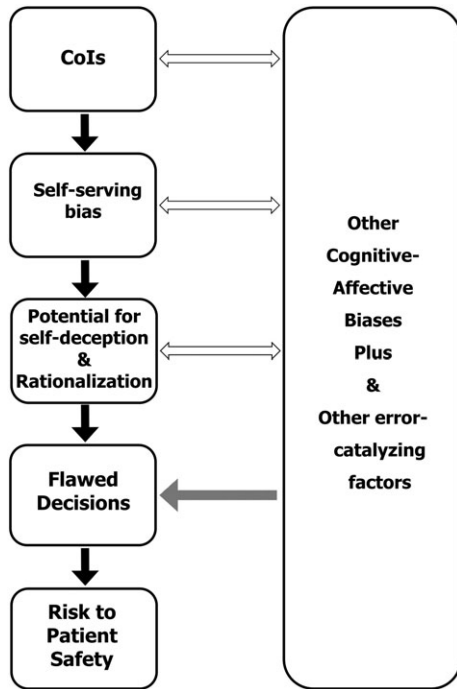 CoIs
Self-serving
bias
Potential for
self-deception
&
Rationalization
Flawed
Decisions
Risk to
Patient
Safety
Other
Cognitive-
Affective
Biases
Plus
&
Other error-
catalyzing
factors